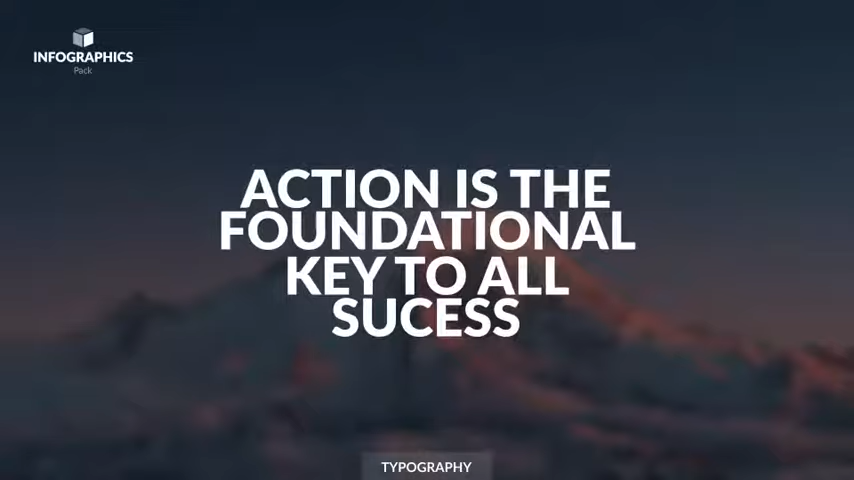 INFOGRAPHICS
Pack
ACTION IS THE
FOUNDATIONAL
KEY TO ALL
SUCESS
TYPOGRAPHY